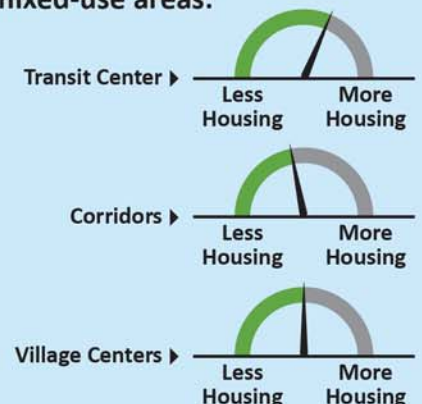 mixed-use areas:
Transit Center
Less Housing
More Housing
Corridors
Less Housing
More Housing
Village Centers
Less Housing
More Housing